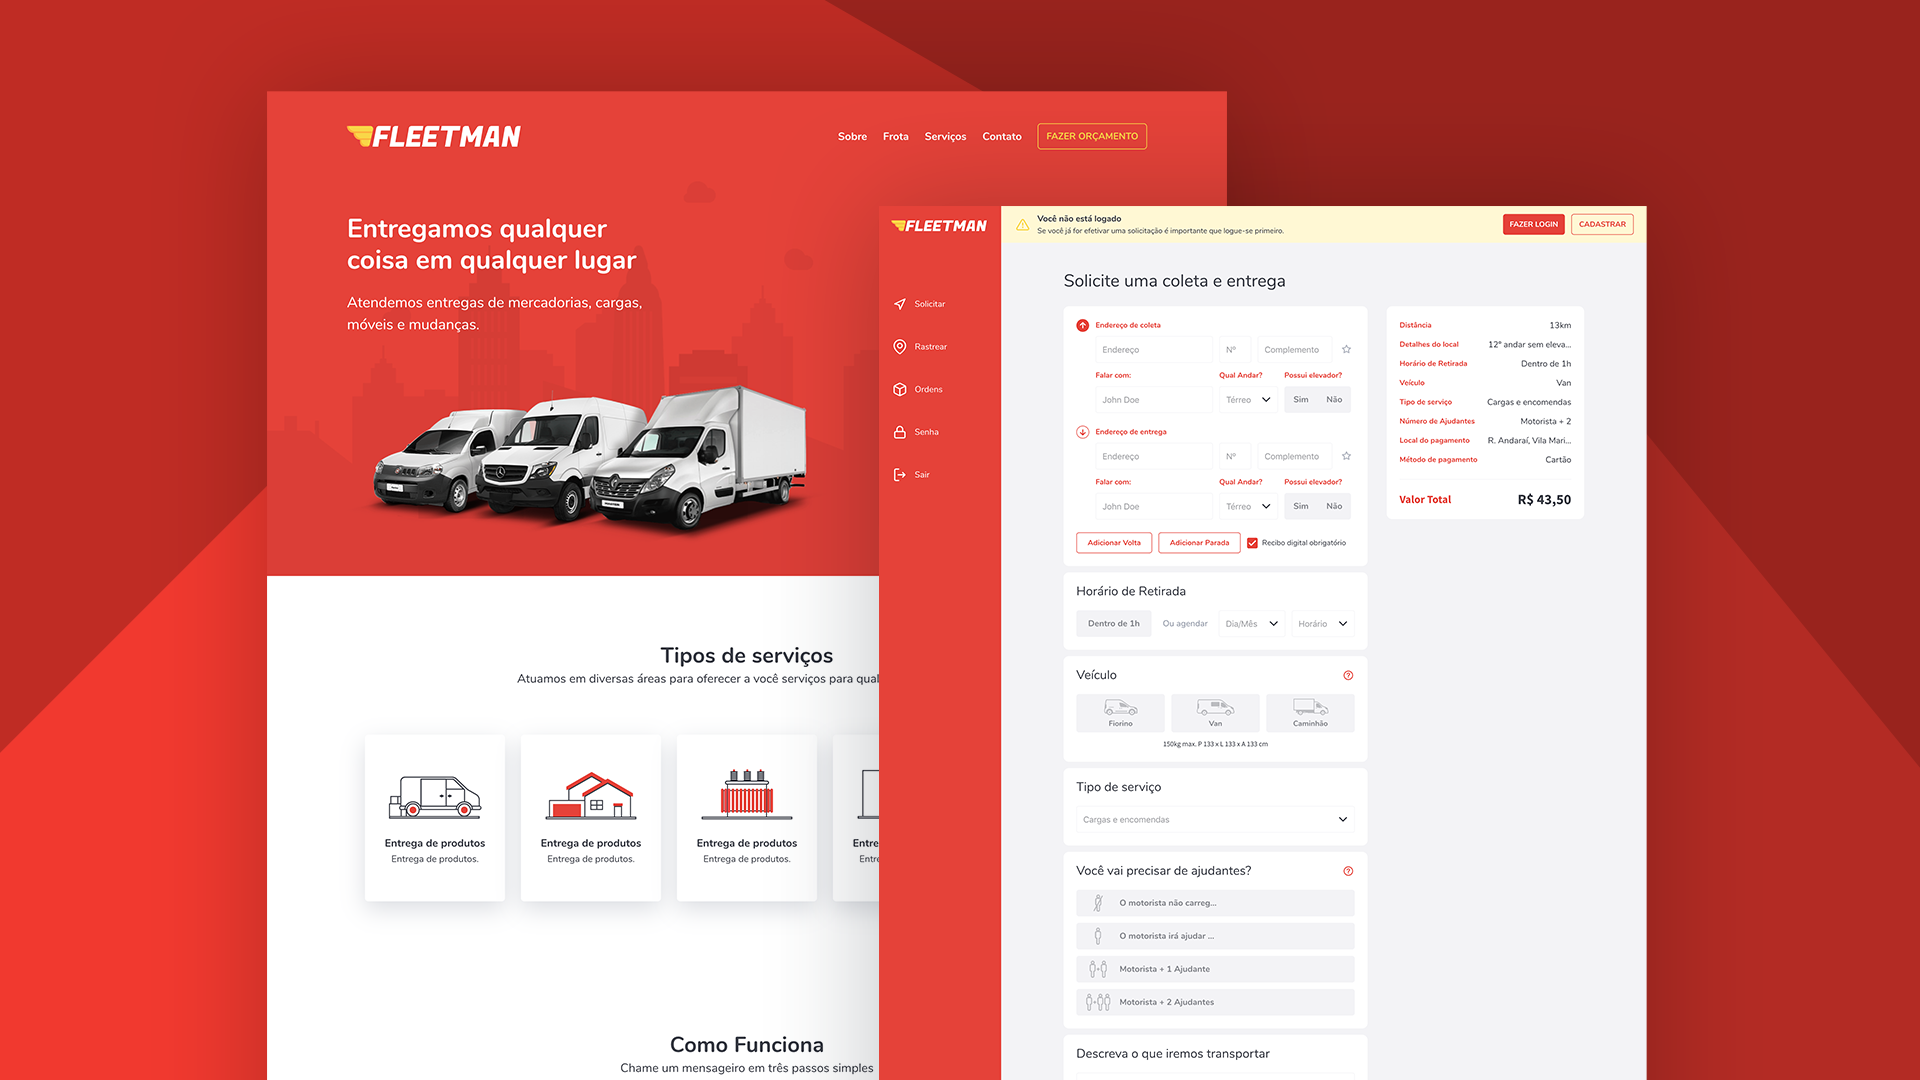 FLEETMAN
Sobre Frota Serviços Contato FAZER ORÇAMENTO
Entregamos qualquer
coisa em qualquer lugar
Atendemos entregas de mercadorias, cargas,
móveis e mudanças.
Tipos de serviços
Atuamos em diversas áreas para oferecer a você serviços para qual
Entrega de produtos
Entrega de produtos.
Entrega de produtos
Entrega de produtos.
Entrega de produtos
Entrega de produtos.
Entre
Entre
Como Funciona
Chame um mensageiro em três passos simples
FLEETMAN
Solicitar
Rastrear
Ordens
Senha
Sair
Você não está logado
Se você já for efetivar uma solicitação é importante que logue-se primeiro.
FAZER LOGIN CADASTRAR
Solicite uma coleta e entrega
Endereço de coleta
Endereço Nº Complemento
Falar com: Qual Andar? Possui elevador?
John Doe Térreo Sim Não
Endereço de entrega
Endereço Nº Complemento
Falar com: Qual Andar? Possui elevador?
John Doe Térreo Sim Não
Adicionar Volta Adicionar Parada Recibo digital obrigatório
Horário de Retirada
Dentro de 1h Ou agendar Dia/Mês Horário
Veículo
Fiorino Van Caminhão
150kg max. P 133 x L 133 x A 133 cm
Tipo de serviço
Cargas e encomendas
Você vai precisar de ajudantes?
O motorista não carreg...
O motorista irá ajudar ...
Motorista + 1 Ajudante
Motorista + 2 Ajudantes
Descreva o que iremos transportar
Distância 13km
Detalhes do local 12º andar sem eleva...
Horário de Retirada Dentro de 1h
Veículo Van
Tipo de serviço Cargas e encomendas
Número de Ajudantes Motorista + 2
Local do pagamento R. Andaraí, Vila Mari...
Método de pagamento Cartão
Valor Total R$ 43,50